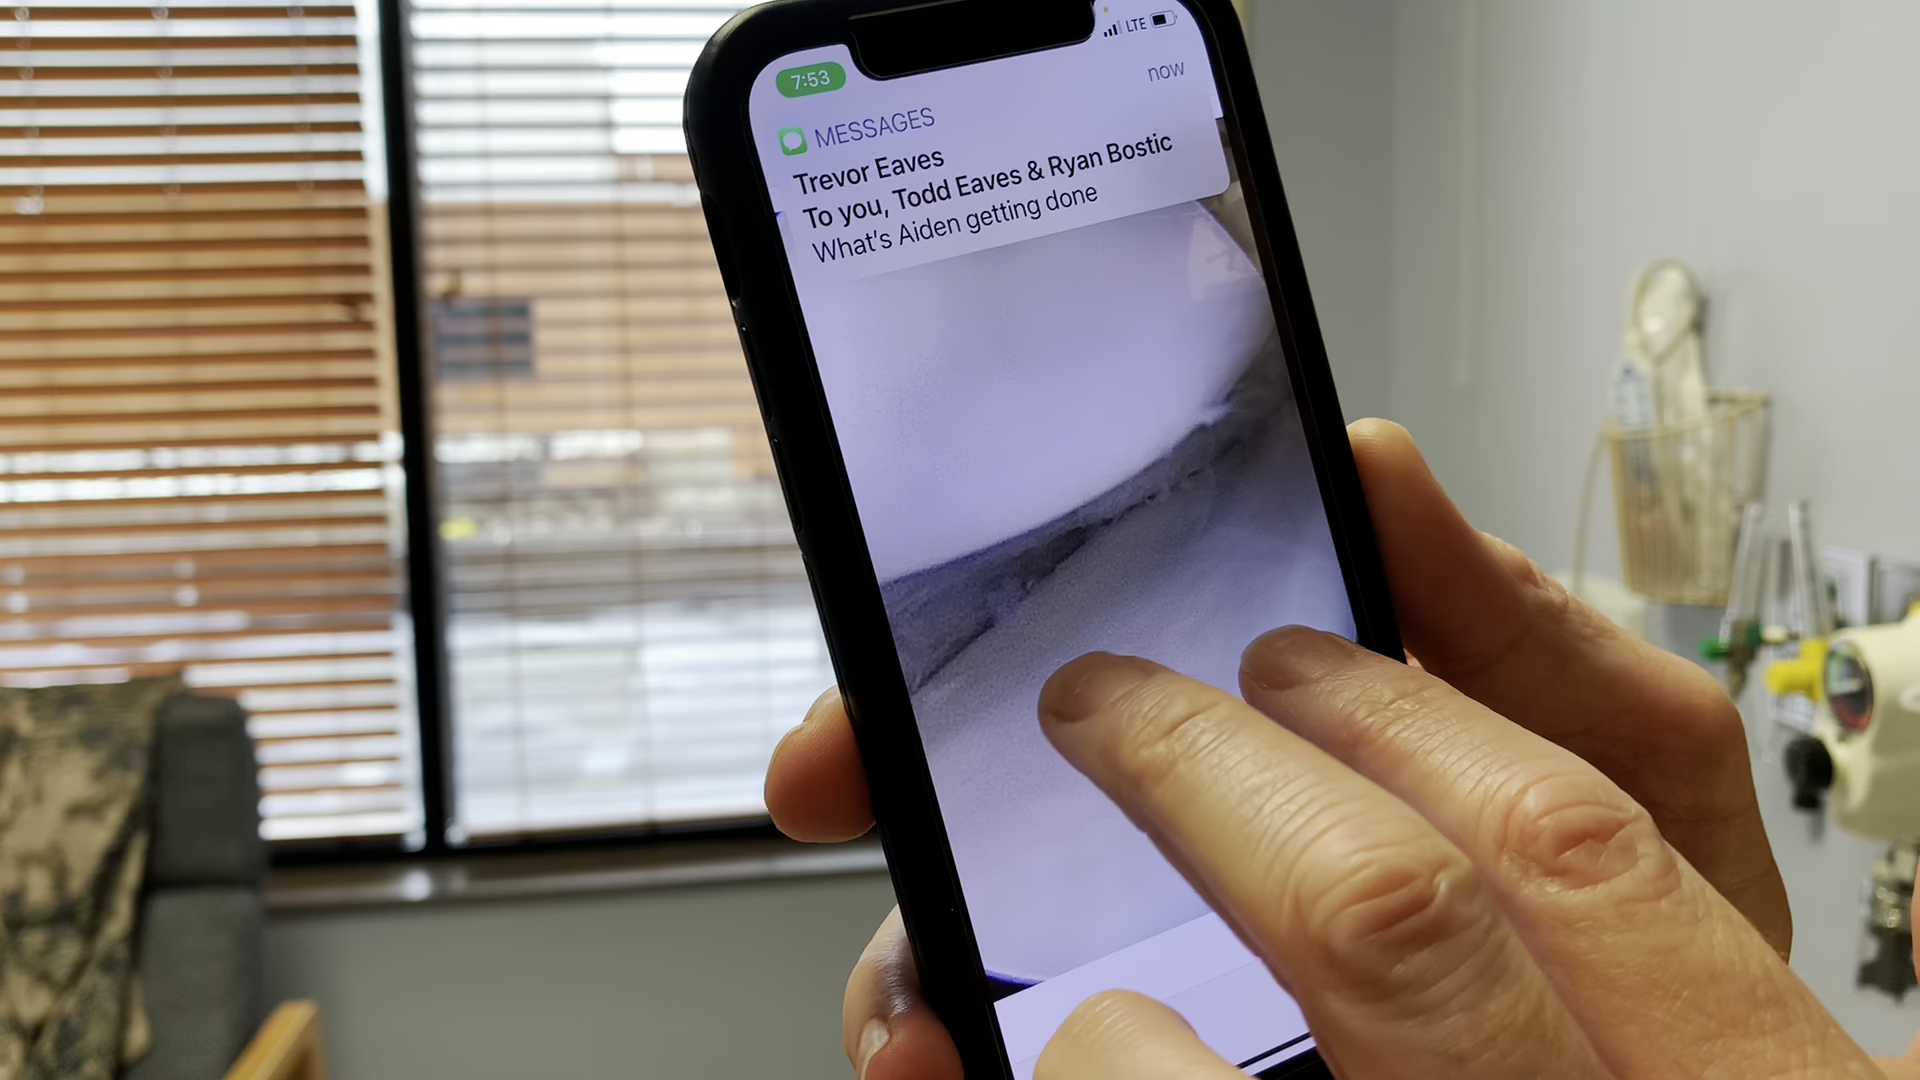 7:53
LTE
MESSAGES
now
Trevor Eaves
To you, Todd Eaves & Ryan Bostic
What's Aiden getting done